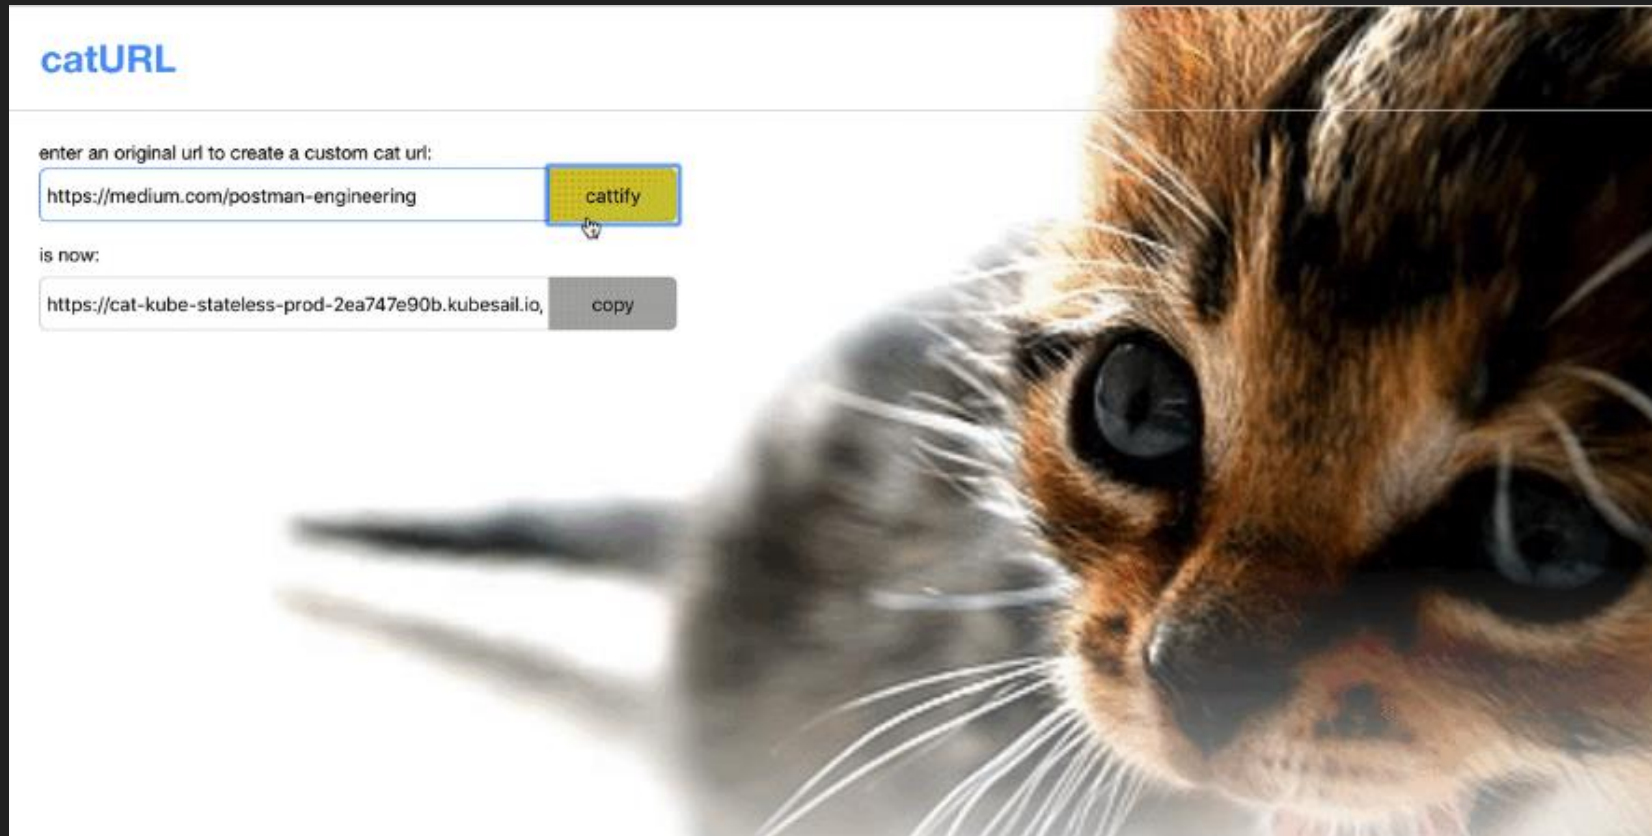 catURL
enter an original url to create a custom cat url:
https://medium.com/postman-engineering
cattify
is now:
https://cat-kube-stateless-prod-2ea747e90b.kubesail.io,
copy